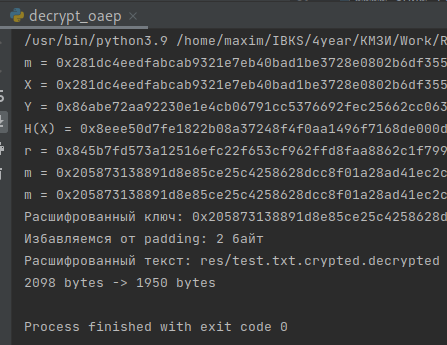 decrypt_oaep ×
/usr/bin/python3.9 /home/maxim/IBKS/4year/КМЗИ/Work/R
m = 0x281dc4eedfabcab9321e7eb40bad1be3728e0802b6df355
X = 0x281dc4eedfabcab9321e7eb40bad1be3728e0802b6df355
Y = 0x86abe72aa92230e1e4cb06791cc5376692fec25662cc063
H(X) = 0x8eee50d7fe1822b08a37248f4f0aa1496f7168de000d
r = 0x845b7fd573a12516efc22f653cf962ffd8faa8862c1f799
m = 0x205873138891d8e85ce25c4258628dcc8f01a28ad41ec2c
m = 0x205873138891d8e85ce25c4258628dcc8f01a28ad41ec2c
Расшифрованный ключ: 0x205873138891d8e85ce25c4258628d
Избавляемся от padding: 2 байт
Расшифрованный текст: res/test.txt.crypted.decrypted
2098 bytes -> 1950 bytes
Process finished with exit code 0